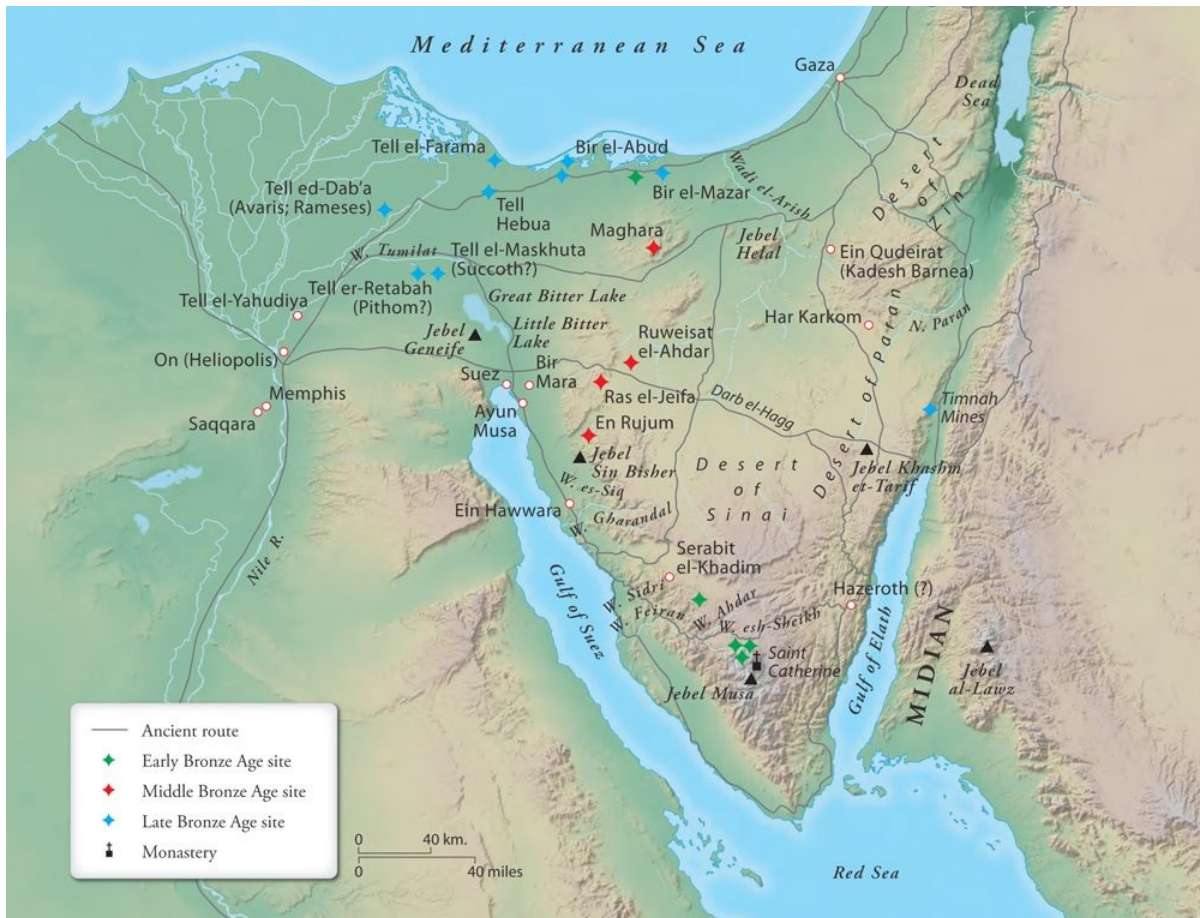 Mediterranean Sea
Gaza
Dead
Sea
Tell el-Farama
Bir el-Abud
Wadi el-Arish
Desert
of
Zin
Tell ed-Dab'a
(Avaris; Rameses)
Tell
Hebua
Bir el-Mazar
Maghara
Jebel
Helal
Ein Qudeirat
(Kadesh Barnea)
W. Tumilat
Tell el-Maskhuta
(Succoth?)
Tell er-Retabah
(Pithom?)
Tell el-Yahudiya
Great Bitter Lake
Jebel
Geneife
Little Bitter
Lake
Ruweisat
el-Ahdar
Har Karkom
N. Paran
On (Heliopolis)
Suez
Bir
Mara
Ras el-Jeifa
Darb el-Hagg
Desert of Paran
Timnah
Mines
Memphis
Saqqara
Ayun
Musa
En Rujum
Jebel
Sin Bisher
Desert
of
Sinai
Jebel Khashm
et-Tarif
W. es-Siq
Ein Hawwara
W. Gharandal
Nile R.
Gulf of Suez
Serabit
el-Khadim
W. Sidri
W. Feiran
W. Ahdar
W. esh-Sheikh
Hazeroth (?)
Gulf of Elath
MIDIAN
Saint
Catherine
Jebel Musa
Jebel
al-Lawz
Ancient route
Early Bronze Age site
Middle Bronze Age site
Late Bronze Age site
Monastery
0 40 km.
0 40 miles
Red Sea